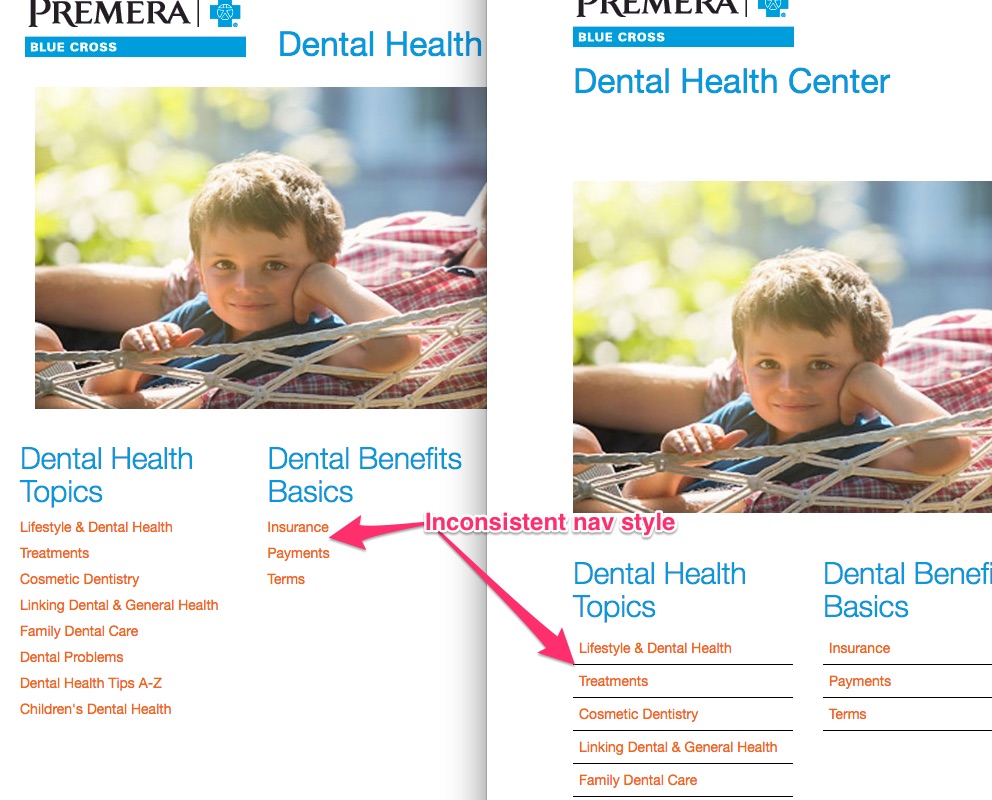 PREMERA
BLUE CROSS
Dental Health
Dental Health
Topics
Lifestyle & Dental Health
Treatments
Cosmetic Dentistry
Linking Dental & General Health
Family Dental Care
Dental Problems
Dental Health Tips A-Z
Children's Dental Health
Dental Benefits
Basics
Insurance
Payments
Terms
Inconsistent nav style
PREMERA
BLUE CROSS
Dental Health Center
Dental Health
Topics
Lifestyle & Dental Health
Treatments
Cosmetic Dentistry
Linking Dental & General Health
Family Dental Care
Dental Benefi
Basics
Insurance
Payments
Terms